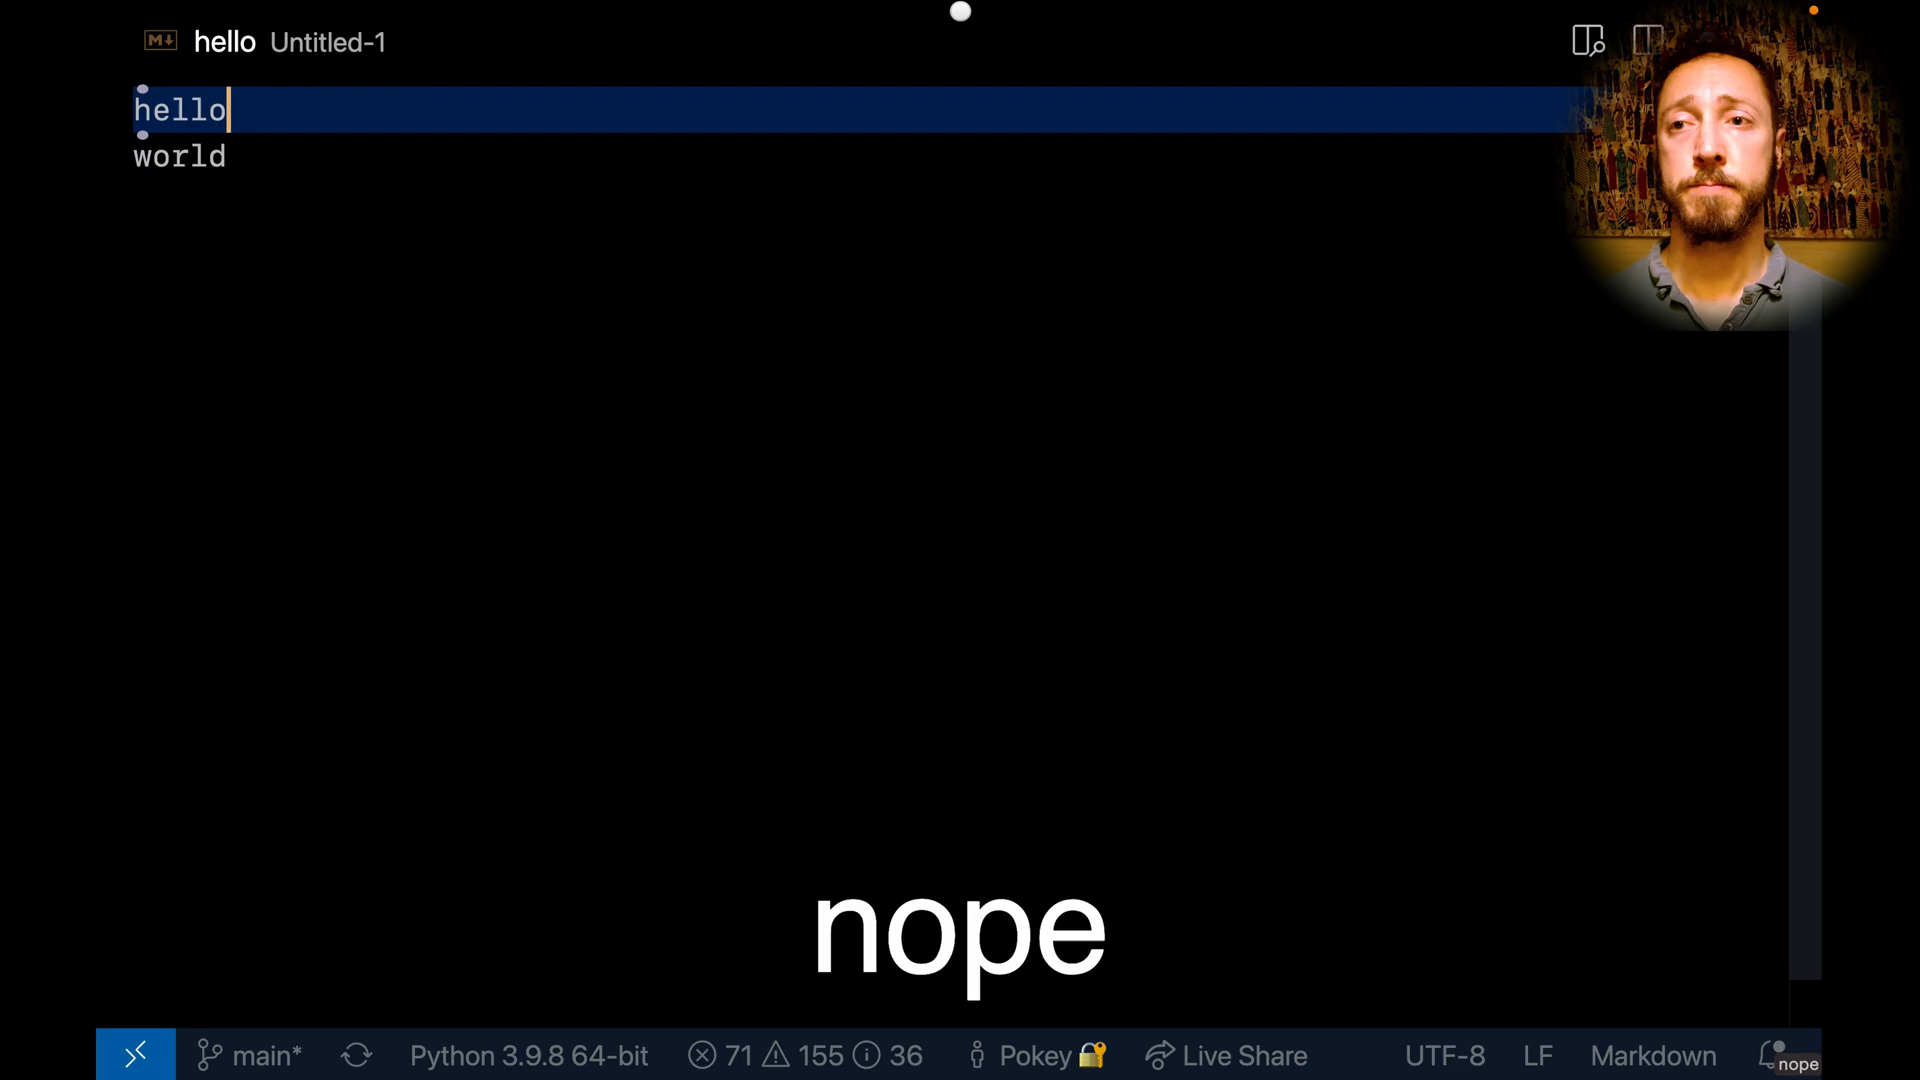 M↓ hello Untitled-1
hello
world
nope
main* Python 3.9.8 64-bit 71 155 36 Pokey Live Share UTF-8 LF Markdown
nope